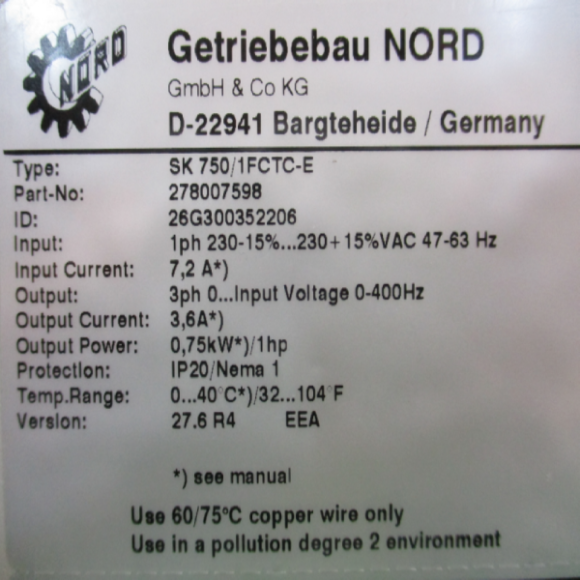 NORD
Getriebebau NORD
GmbH & Co KG
D-22941 Bargteheide / Germany
Type: SK 750/1FCTC-E
Part-No: 278007598
ID: 26G300352206
Input: 1ph 230-15%...230+15%VAC 47-63 Hz
Input Current: 7,2 A*)
Output: 3ph 0...Input Voltage 0-400Hz
Output Current: 3,6A*)
Output Power: 0,75kW*)/1hp
Protection: IP20/Nema 1
Temp.Range: 0...40°C*)/32...104°F
Version: 27.6 R4 EEA
*) see manual
Use 60/75°C copper wire only
Use in a pollution degree 2 environment